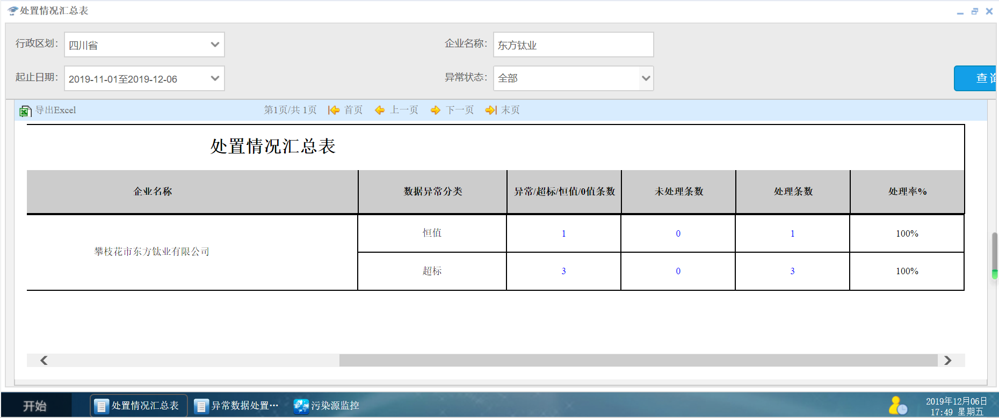 处置情况汇总表
行政区划： 四川省 企业名称： 东方钛业
起止日期： 2019-11-01至2019-12-06 异常状态： 全部 查
导出Excel 第1页/共 1页 首页 上一页 下一页 末页
处置情况汇总表
企业名称 数据异常分类 异常/超标/恒值/0值条数 未处理条数 处理条数 处理率%
攀枝花市东方钛业有限公司 恒值 1 0 1 100%
超标 3 0 3 100%
开始 处置情况汇总表 异常数据处置… 污染源监控 2019年12月06日
17:49 星期五